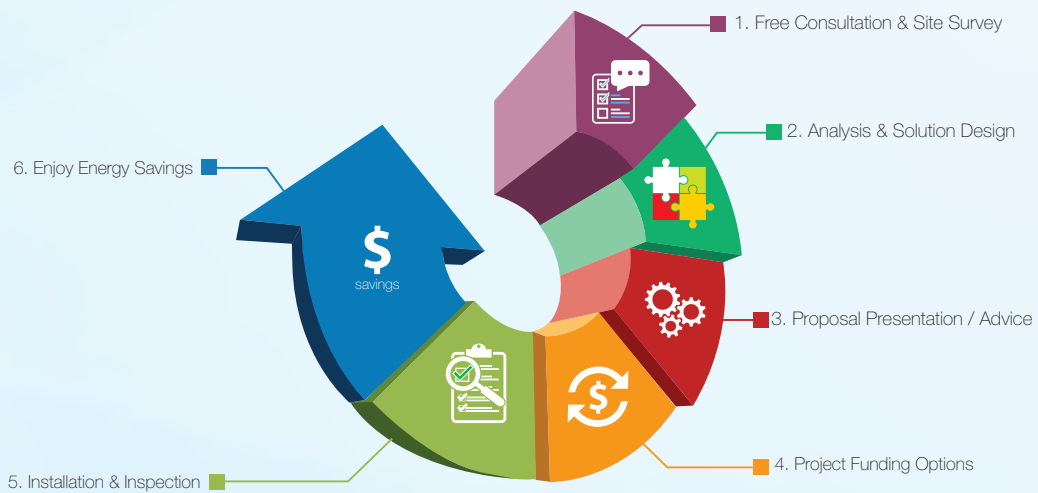 1. Free Consultation & Site Survey
2. Analysis & Solution Design
3. Proposal Presentation / Advice
4. Project Funding Options
5. Installation & Inspection
6. Enjoy Energy Savings
$
savings
$